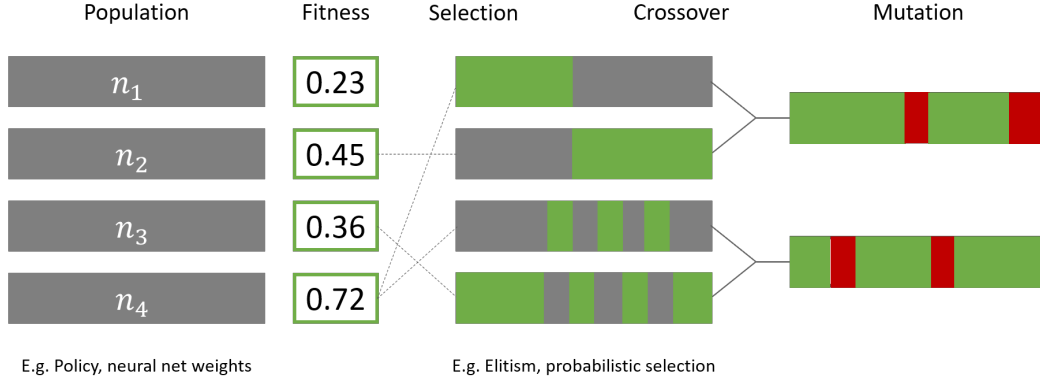 Population Fitness Selection Crossover Mutation
n₁ 0.23
n₂ 0.45
n₃ 0.36
n₄ 0.72
E.g. Policy, neural net weights E.g. Elitism, probabilistic selection